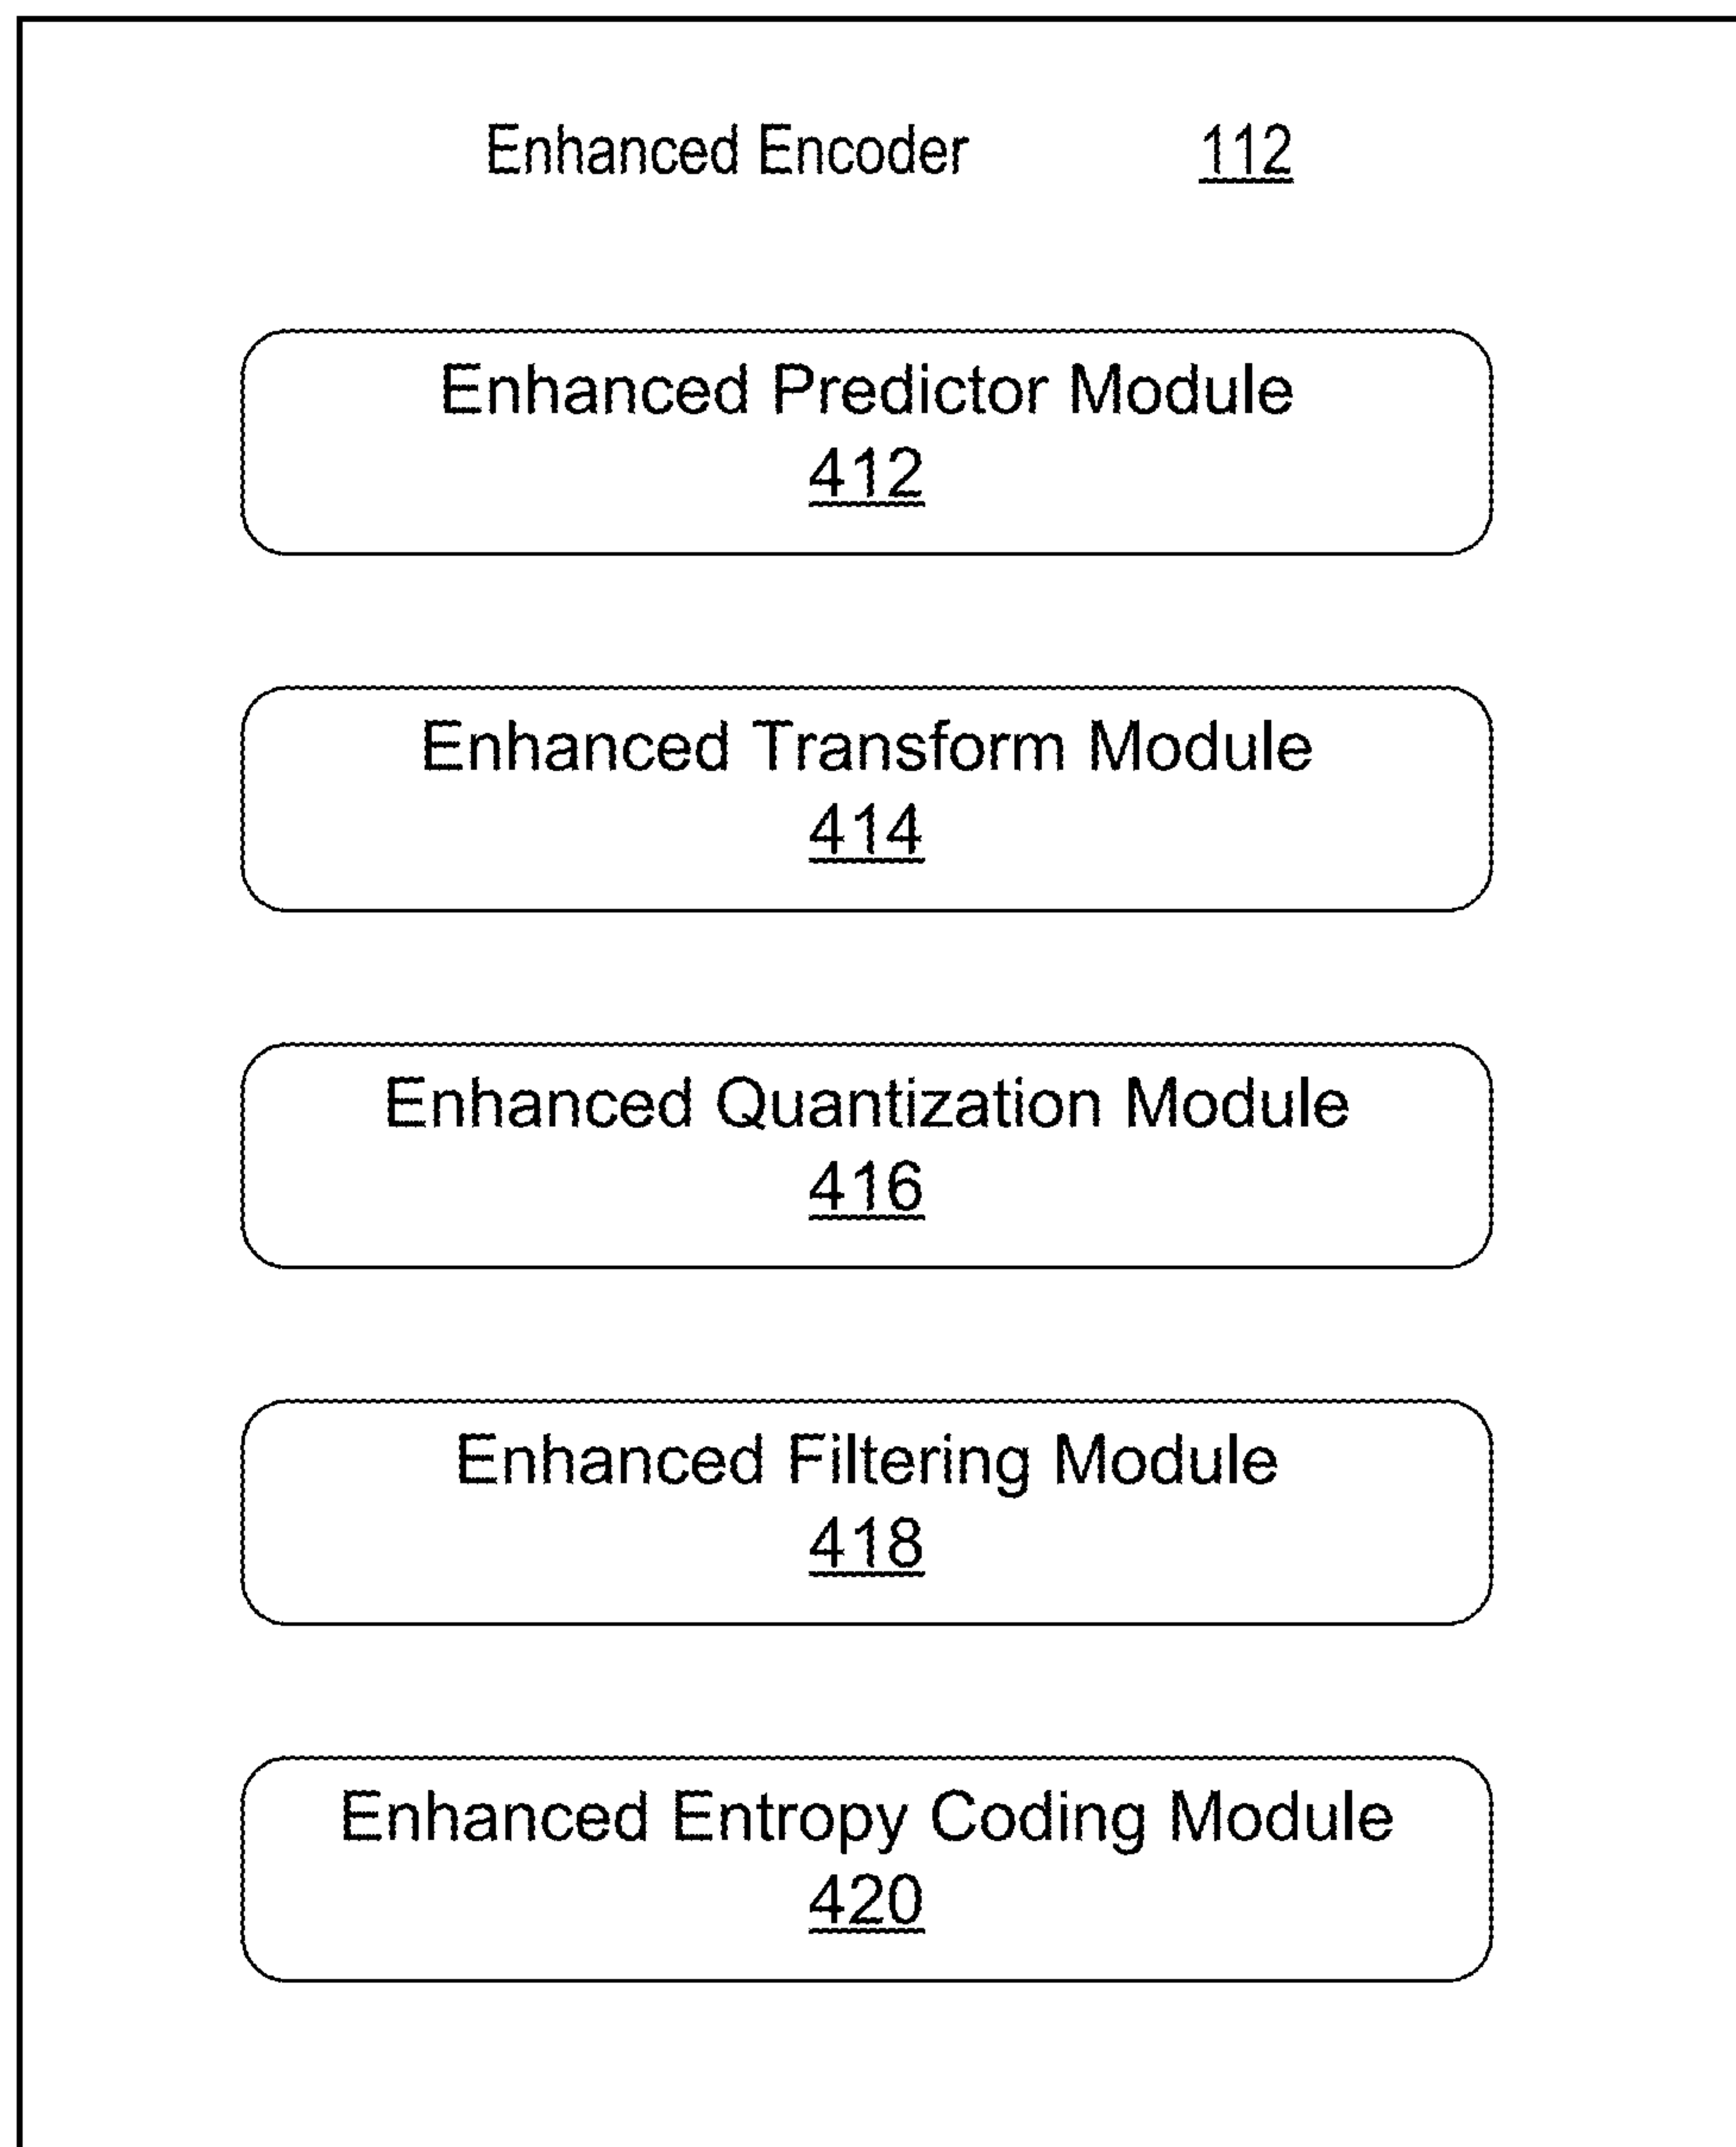 Enhanced Encoder 112
Enhanced Predictor Module
412
Enhanced Transform Module
414
Enhanced Quantization Module
416
Enhanced Filtering Module
418
Enhanced Entropy Coding Module
420